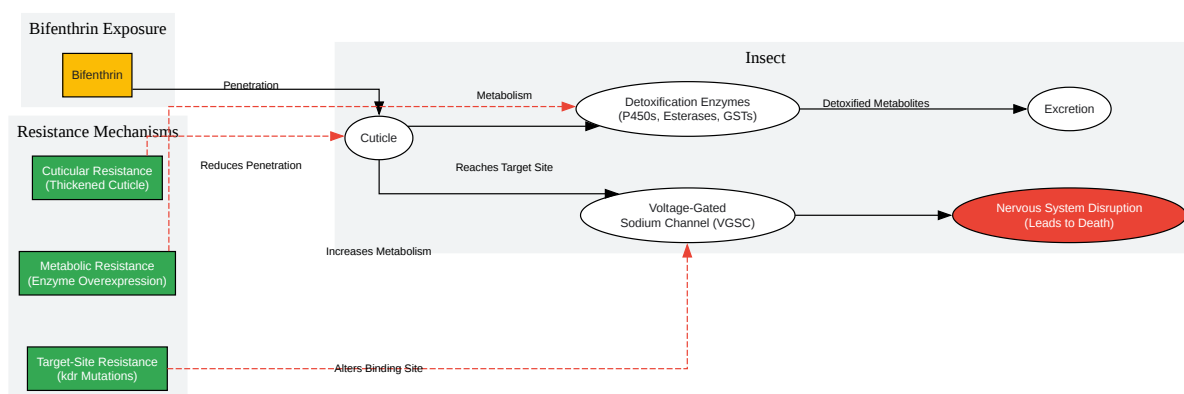 Bifenthrin Exposure
Bifenthrin
Resistance Mechanisms
Cuticular Resistance
(Thickened Cuticle)
Metabolic Resistance
(Enzyme Overexpression)
Target-Site Resistance
(kdr Mutations)
Insect
Penetration
Cuticle
Metabolism
Detoxification Enzymes
(P450s, Esterases, GSTs)
Detoxified Metabolites
Excretion
Reduces Penetration
Reaches Target Site
Voltage-Gated
Sodium Channel (VGSC)
Nervous System Disruption
(Leads to Death)
Increases Metabolism
Alters Binding Site